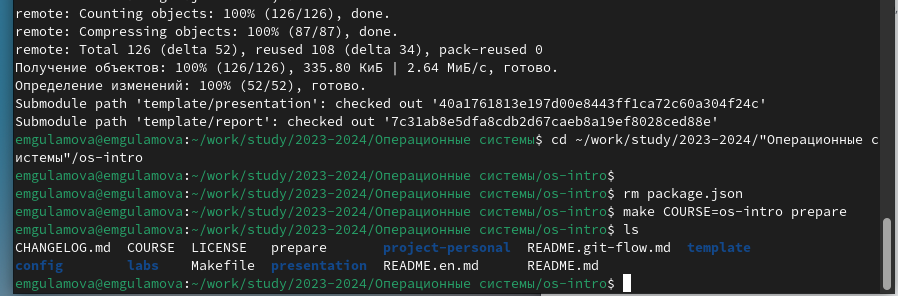 remote: Counting objects: 100% (126/126), done.
remote: Compressing objects: 100% (87/87), done.
remote: Total 126 (delta 52), reused 108 (delta 34), pack-reused 0
Получение объектов: 100% (126/126), 335.80 КиБ | 2.64 МиБ/с, готово.
Определение изменений: 100% (52/52), готово.
Submodule path 'template/presentation': checked out '40a1761813e197d00e8443ff1ca72c60a304f24c'
Submodule path 'template/report': checked out '7c31ab8e5dfa8cdb2d67caeb8a19ef8028ced88e'
emgulamova@emgulamova:~/work/study/2023-2024/Операционные системы$ cd ~/work/study/2023-2024/"Операционные с
истемы"/os-intro
emgulamova@emgulamova:~/work/study/2023-2024/Операционные системы/os-intro$
emgulamova@emgulamova:~/work/study/2023-2024/Операционные системы/os-intro$ rm package.json
emgulamova@emgulamova:~/work/study/2023-2024/Операционные системы/os-intro$ make COURSE=os-intro prepare
emgulamova@emgulamova:~/work/study/2023-2024/Операционные системы/os-intro$ ls
CHANGELOG.md COURSE LICENSE prepare project-personal README.git-flow.md template
config labs Makefile presentation README.en.md README.md
emgulamova@emgulamova:~/work/study/2023-2024/Операционные системы/os-intro$